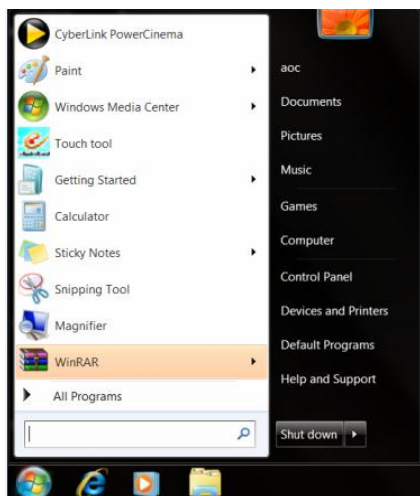 CyberLink PowerCinema
Paint
Windows Media Center
Touch tool
Getting Started
Calculator
Sticky Notes
Snipping Tool
Magnifier
WinRAR
All Programs
aoc
Documents
Pictures
Music
Games
Computer
Control Panel
Devices and Printers
Default Programs
Help and Support
Shut down